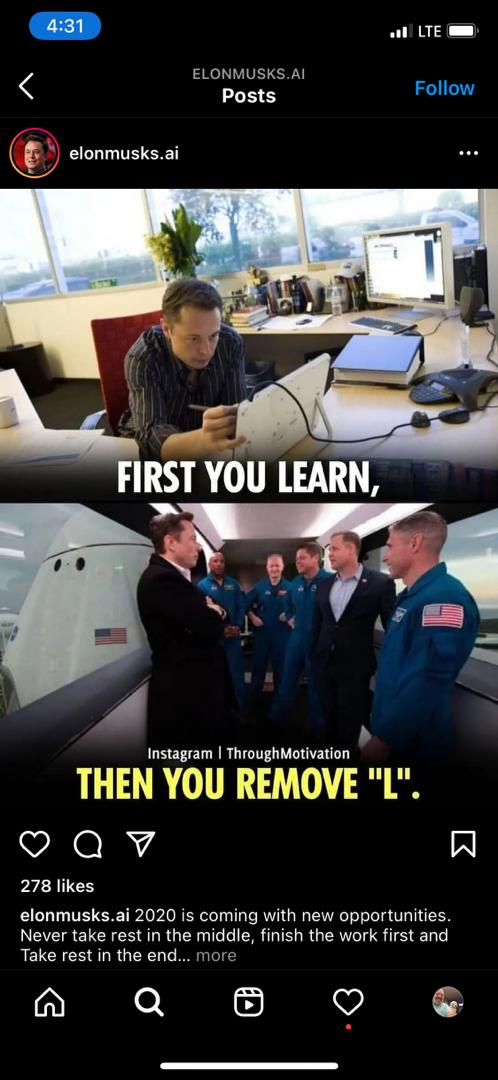 4:31
LTE
ELONMUSKS.AI
Posts
Follow
elonmusks.ai
FIRST YOU LEARN,
Instagram | ThroughMotivation
THEN YOU REMOVE "L".
278 likes
elonmusks.ai 2020 is coming with new opportunities.
Never take rest in the middle, finish the work first and
Take rest in the end... more